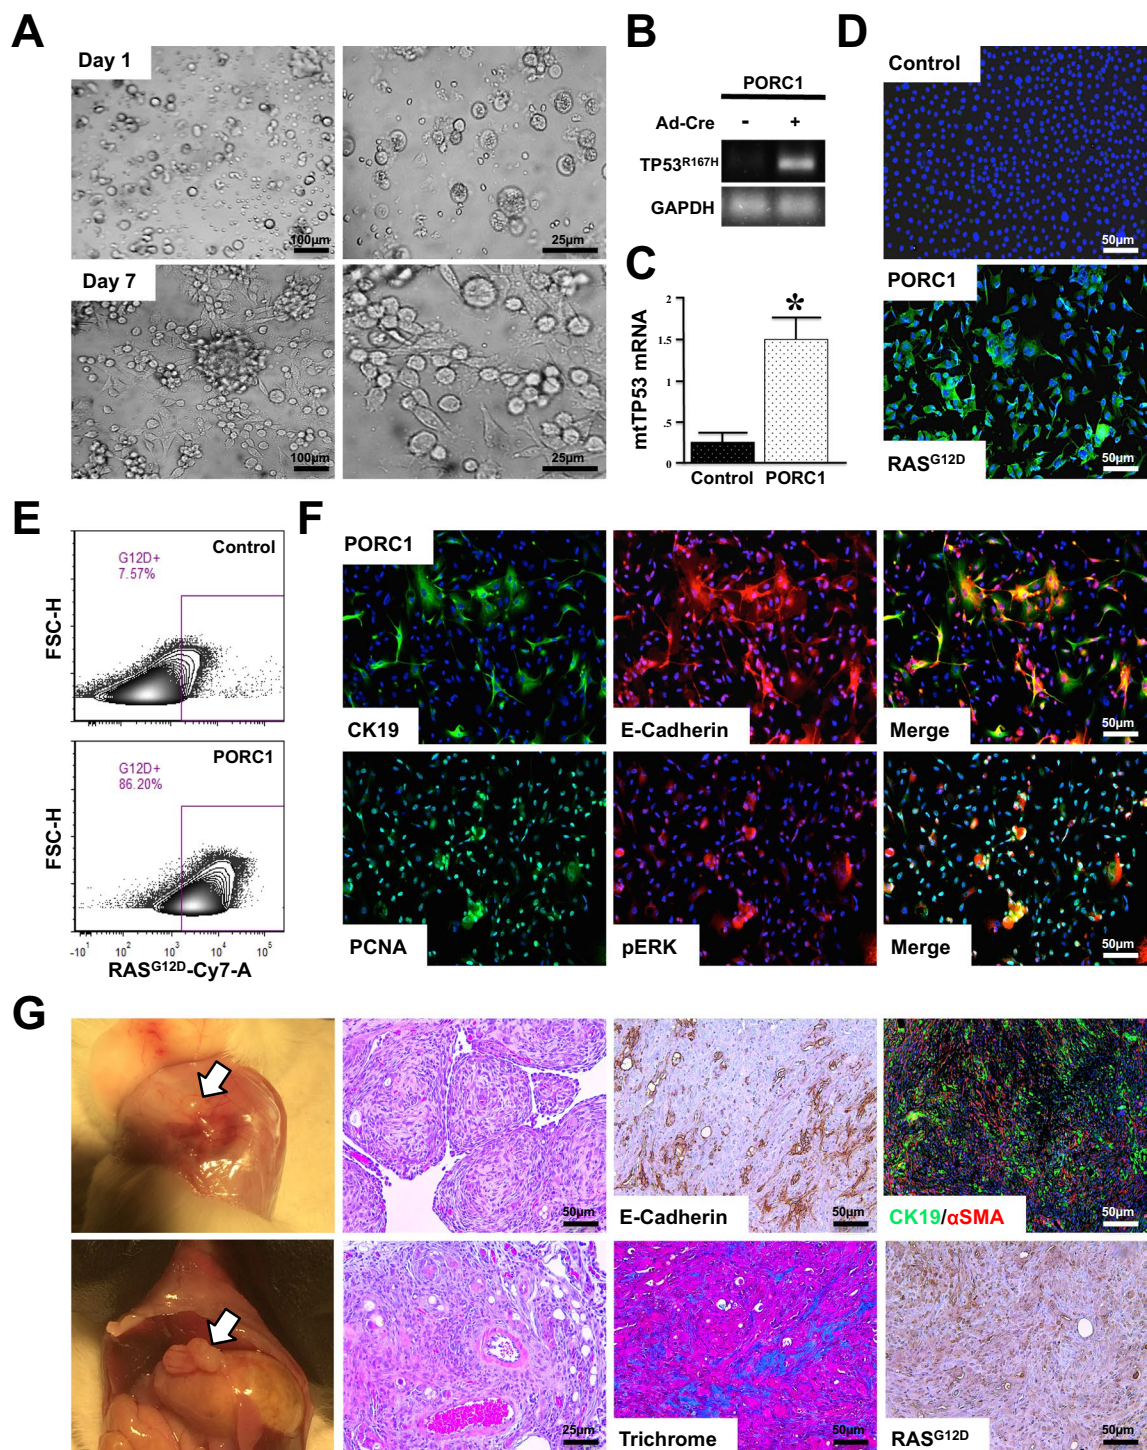 A
Day 1
100μm
25μm
Day 7
100μm
25μm
B
PORC1
Ad-Cre - +
TP53R167H
GAPDH
C
mtTP53 mRNA
2
1.5
1
.5
0
*
Control PORC1
D
Control
50μm
PORC1
RASG12D
50μm
E
Control
G12D+
7.57%
FSC-H
PORC1
G12D+
86.20%
FSC-H
-10¹ 10² 10³ 10⁴ 10⁵
RASG12D-Cy7-A
F
PORC1
CK19
E-Cadherin
Merge
50μm
PCNA
pERK
Merge
50μm
G
50μm
E-Cadherin
50μm
CK19/αSMA
50μm
25μm
Trichrome
50μm
RASG12D
50μm